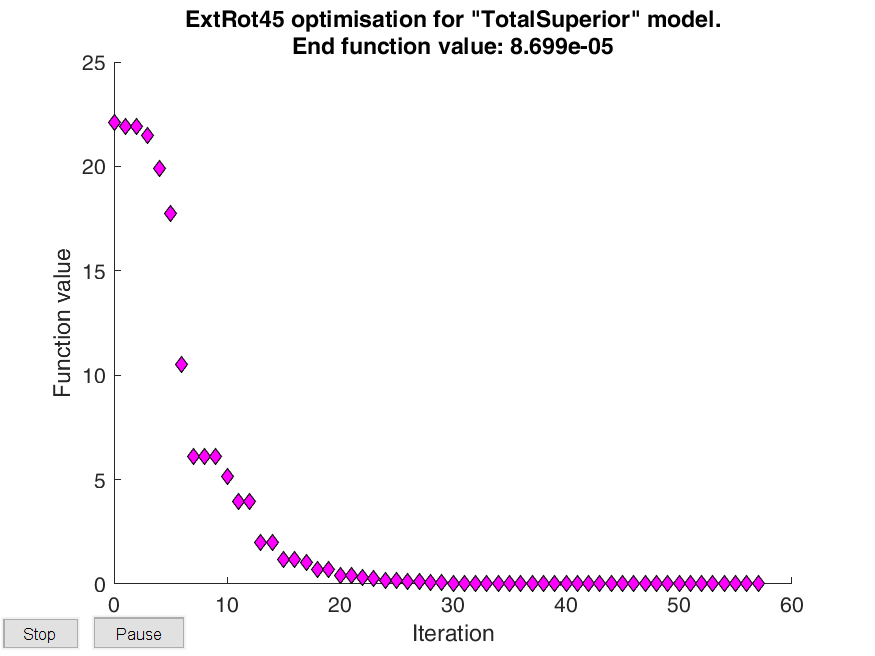 ExtRot45 optimisation for "TotalSuperior" model.
End function value: 8.699e-05
25
20
15
10
5
0
Function value
0 10 20 30 40 50 60
Iteration
Stop Pause